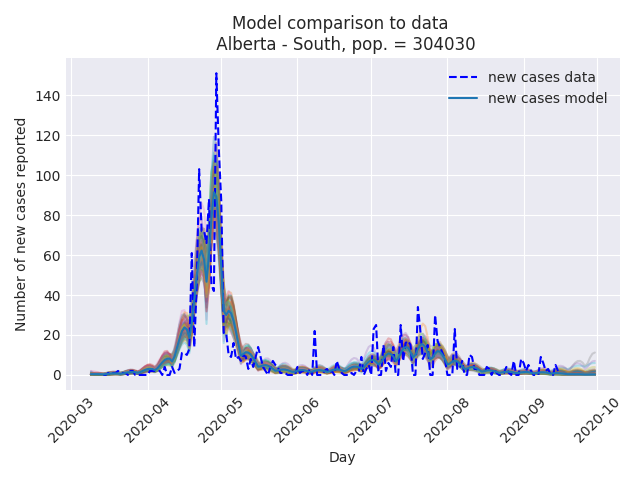 Model comparison to data
Alberta - South, pop. = 304030
new cases data
new cases model
Number of new cases reported
140
120
100
80
60
40
20
0
2020-03
2020-04
2020-05
2020-06
2020-07
2020-08
2020-09
2020-10
Day